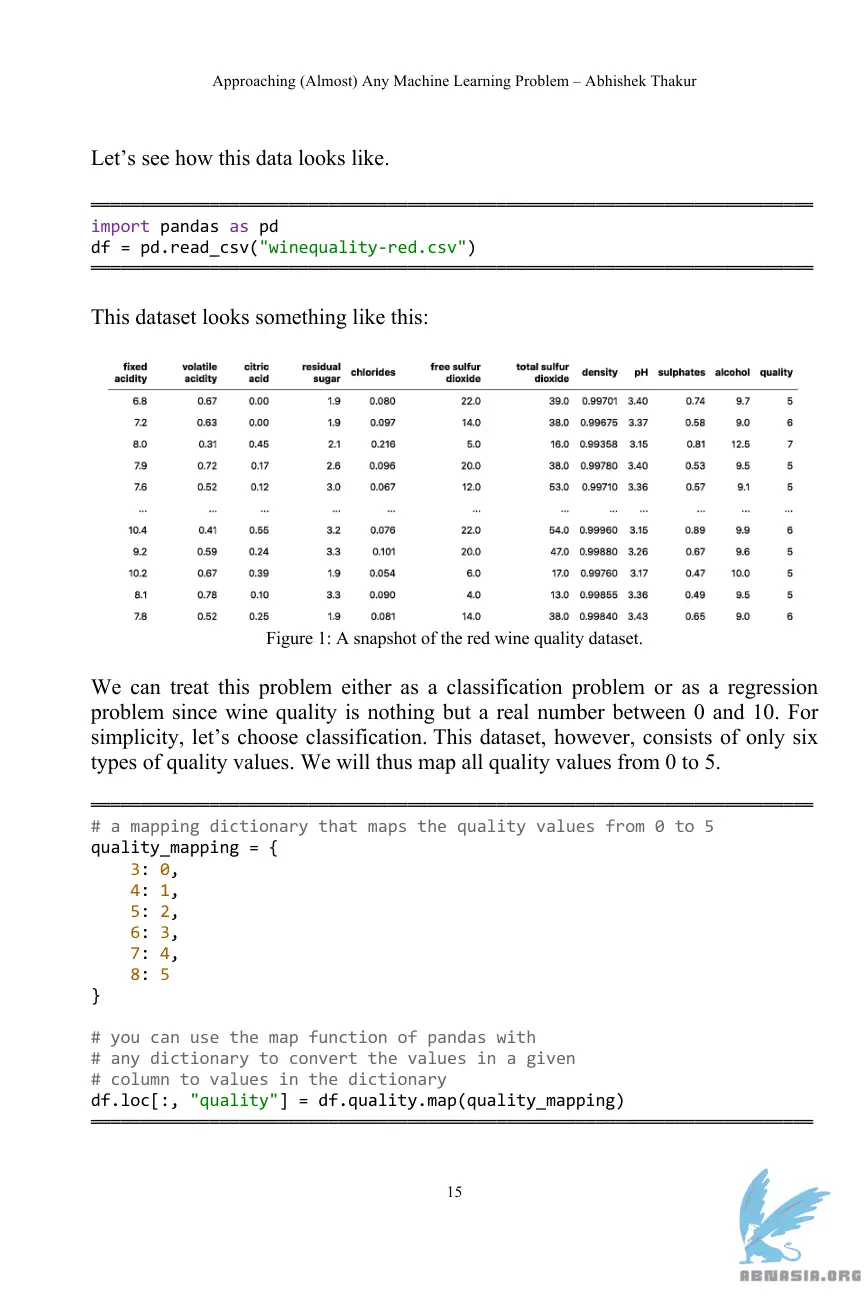 Approaching (Almost) Any Machine Learning Problem – Abhishek Thakur
Let’s see how this data looks like.
import pandas as pd
df = pd.read_csv("winequality-red.csv")
This dataset looks something like this:
fixed acidity volatile acidity citric acid residual sugar chlorides free sulfur dioxide total sulfur dioxide density pH sulphates alcohol quality
6.8 0.67 0.00 1.9 0.080 22.0 39.0 0.99701 3.40 0.74 9.7 5
7.2 0.63 0.00 1.9 0.097 14.0 38.0 0.99675 3.37 0.58 9.0 6
8.0 0.31 0.45 2.1 0.216 5.0 16.0 0.99358 3.15 0.81 12.5 7
7.9 0.72 0.17 2.6 0.096 20.0 38.0 0.99780 3.40 0.53 9.5 5
7.6 0.52 0.12 3.0 0.067 12.0 53.0 0.99710 3.36 0.57 9.1 5
... ... ... ... ... ... ... ... ... ... ... ...
10.4 0.41 0.55 3.2 0.076 22.0 54.0 0.99960 3.15 0.89 9.9 6
9.2 0.59 0.24 3.3 0.101 20.0 47.0 0.99880 3.26 0.67 9.6 5
10.2 0.67 0.39 1.9 0.054 6.0 17.0 0.99760 3.17 0.47 10.0 5
8.1 0.78 0.10 3.3 0.090 4.0 13.0 0.99855 3.36 0.49 9.5 5
7.8 0.52 0.25 1.9 0.081 14.0 38.0 0.99840 3.43 0.65 9.0 6
Figure 1: A snapshot of the red wine quality dataset.
We can treat this problem either as a classification problem or as a regression
problem since wine quality is nothing but a real number between 0 and 10. For
simplicity, let’s choose classification. This dataset, however, consists of only six
types of quality values. We will thus map all quality values from 0 to 5.
# a mapping dictionary that maps the quality values from 0 to 5
quality_mapping = {
    3: 0,
    4: 1,
    5: 2,
    6: 3,
    7: 4,
    8: 5
}
# you can use the map function of pandas with
# any dictionary to convert the values in a given
# column to values in the dictionary
df.loc[:, "quality"] = df.quality.map(quality_mapping)
15
ABNASIA.ORG